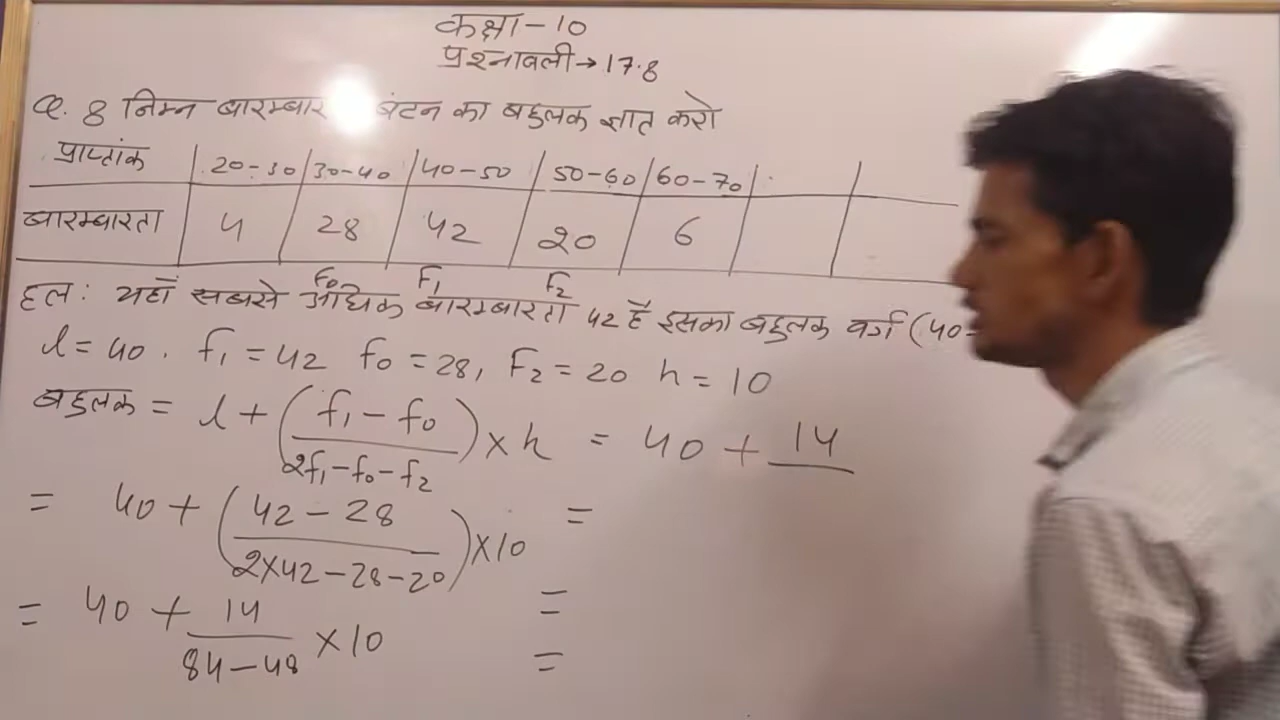 कक्षा-10
प्रश्नावली→17.8
Q. 8 निम्न बारम्बार बंटन का बहुलक ज्ञात करो
प्राप्तांक 20-30 30-40 40-50 50-60 60-70
बारम्बारता 4 28 42 20 6
f₀ F₁ F₂
हल: यहाँ सबसे अधिक बारम्बारता 42 है इसका बहुलक वर्ग (40-
l=40. f₁=42 f₀=28, F₂=20 h=10
बहुलक = l+(f₁-f₀/2f₁-f₀-f₂)×h = 40+14
= 40+(42-28/2×42-28-20)×10 =
= 40+14/84-48 ×10 =
=